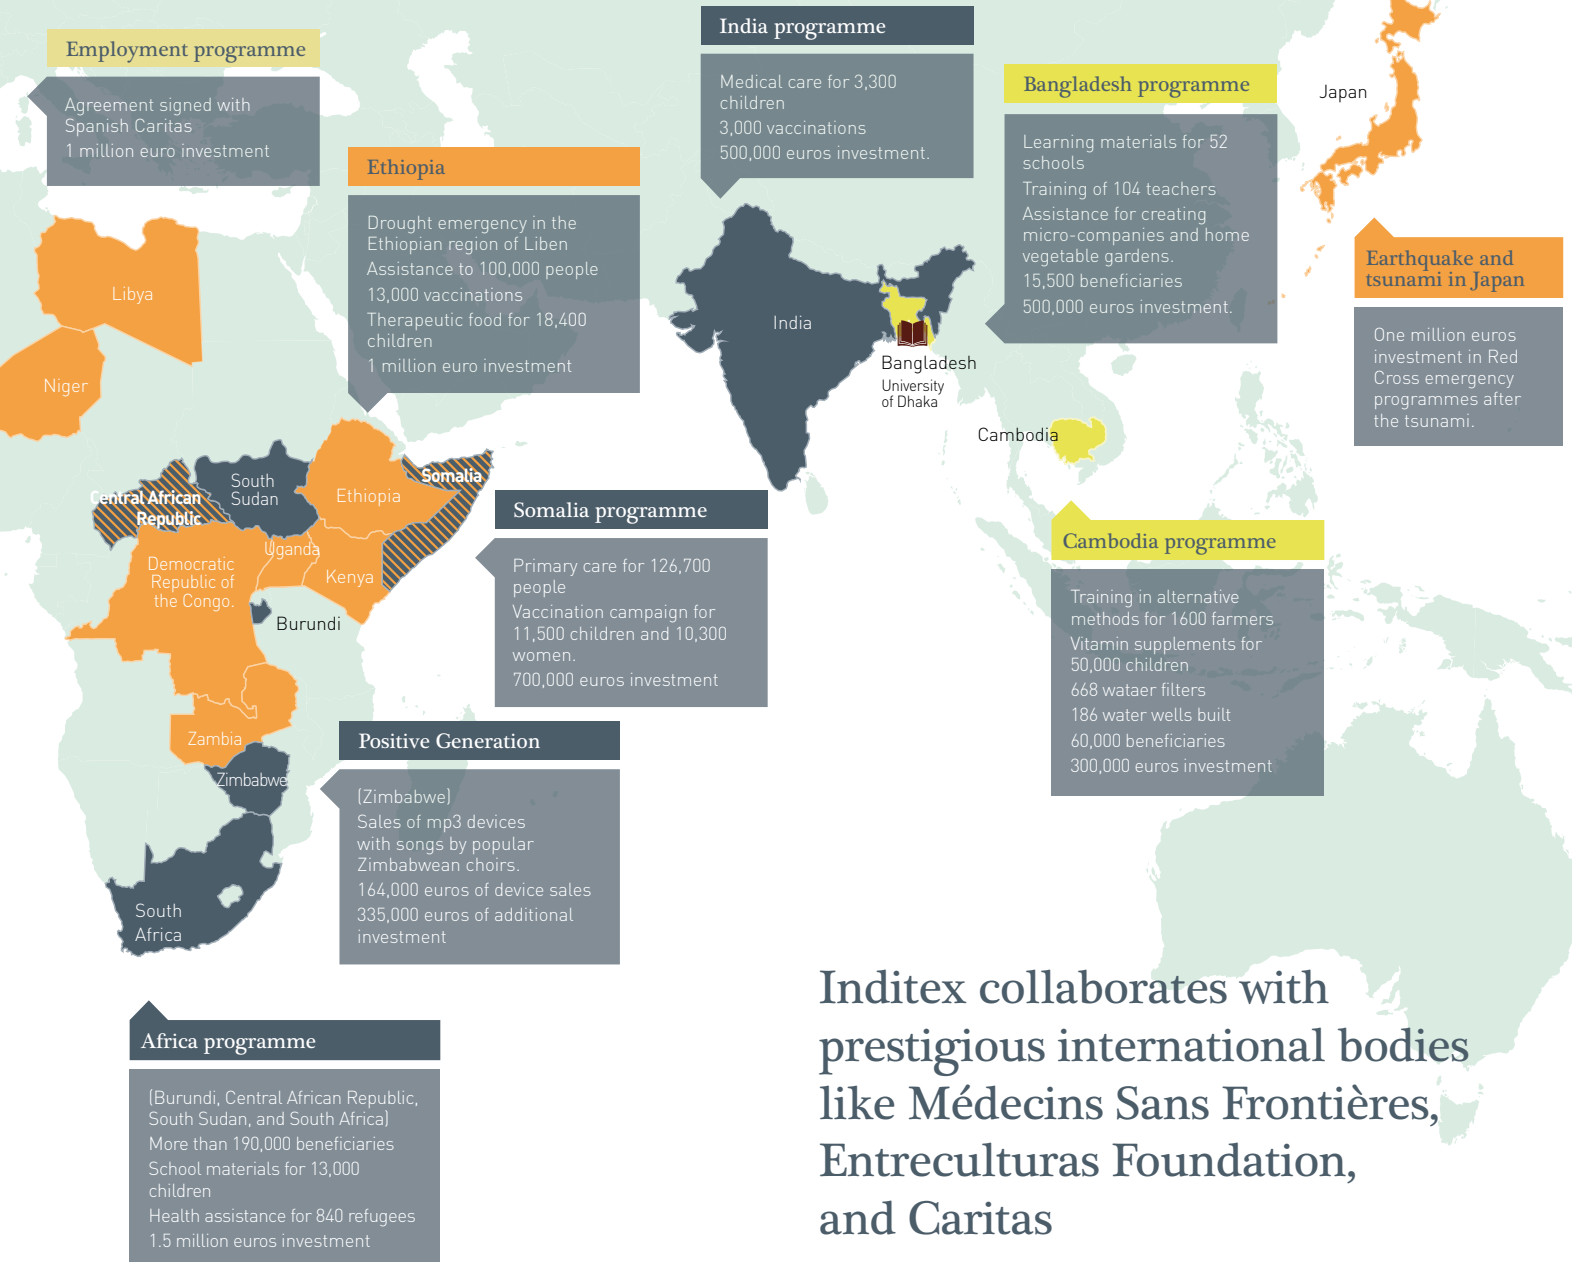 Employment programme
Agreement signed with
Spanish Caritas
1 million euro investment
Ethiopia
Drought emergency in the
Ethiopian region of Liben
Assistance to 100,000 people
13,000 vaccinations
Therapeutic food for 18,400
children
1 million euro investment
India programme
Medical care for 3,300
children
3,000 vaccinations
500,000 euros investment.
Bangladesh programme
Learning materials for 52
schools
Training of 104 teachers
Assistance for creating
micro-companies and home
vegetable gardens.
15,500 beneficiaries
500,000 euros investment.
Japan
Earthquake and
tsunami in Japan
One million euros
investment in Red
Cross emergency
programmes after
the tsunami.
Libya
Niger
India
Bangladesh
University
of Dhaka
Cambodia
Central African
Republic
South
Sudan
Ethiopia
Somalia
Uganda
Kenya
Democratic
Republic of
the Congo.
Burundi
Zambia
Zimbabwe
South
Africa
Somalia programme
Primary care for 126,700
people
Vaccination campaign for
11,500 children and 10,300
women.
700,000 euros investment
Cambodia programme
Training in alternative
methods for 1600 farmers
Vitamin supplements for
50,000 children
668 wataer filters
186 water wells built
60,000 beneficiaries
300,000 euros investment
Positive Generation
(Zimbabwe)
Sales of mp3 devices
with songs by popular
Zimbabwean choirs.
164,000 euros of device sales
335,000 euros of additional
investment
Africa programme
(Burundi, Central African Republic,
South Sudan, and South Africa)
More than 190,000 beneficiaries
School materials for 13,000
children
Health assistance for 840 refugees
1.5 million euros investment
Inditex collaborates with
prestigious international bodies
like Médecins Sans Frontières,
Entreculturas Foundation,
and Caritas